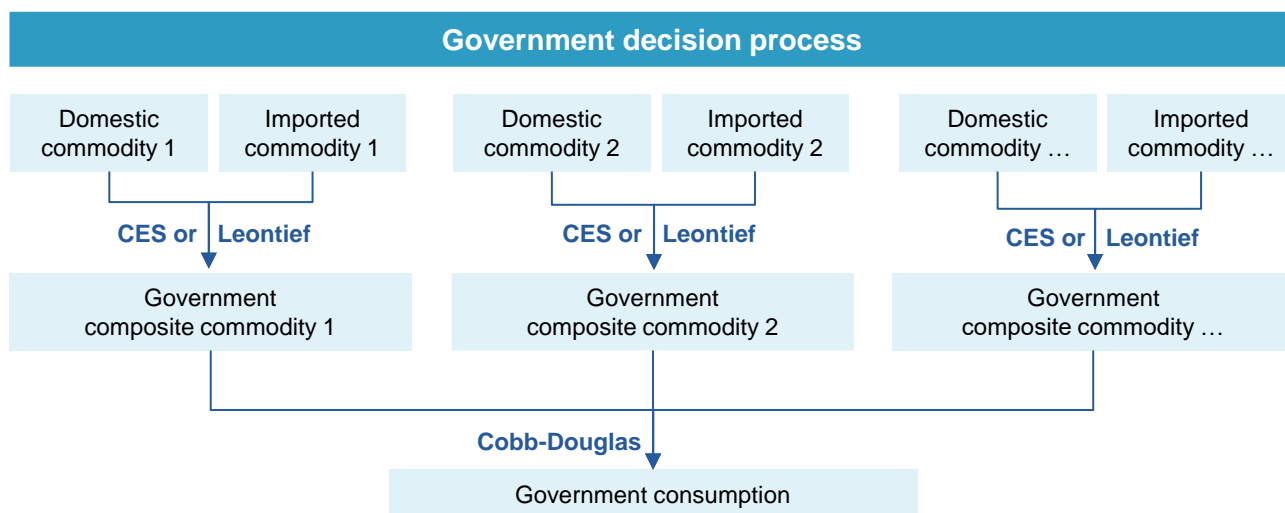 Government decision process
Domestic
commodity 1
Imported
commodity 1
Domestic
commodity 2
Imported
commodity 2
Domestic
commodity …
Imported
commodity …
CES or Leontief
CES or Leontief
CES or Leontief
Government
composite commodity 1
Government
composite commodity 2
Government
composite commodity …
Cobb-Douglas
Government consumption